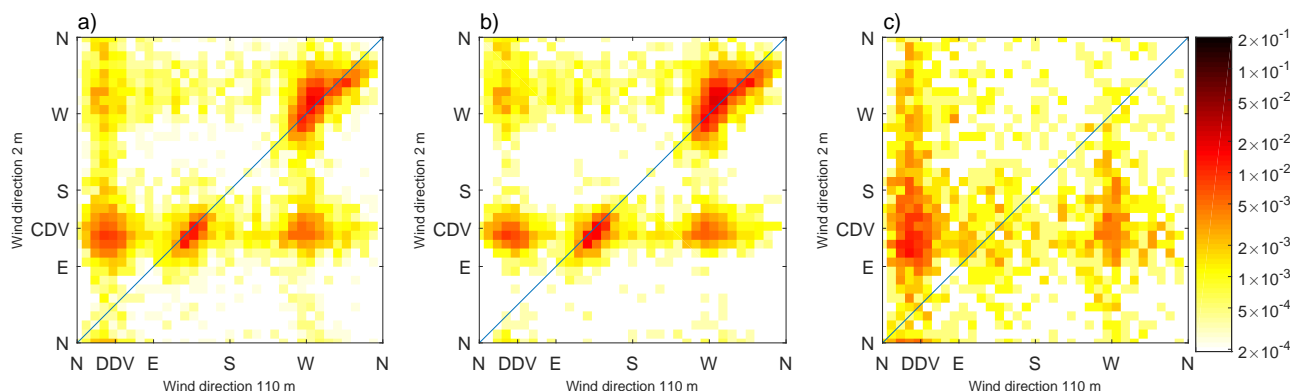 a)
N
W
S
CDV
E
N
Wind direction 2 m
N DDV E S W N
Wind direction 110 m
b)
N
W
S
CDV
E
N
Wind direction 2 m
N DDV E S W N
Wind direction 110 m
c)
N
W
S
CDV
E
N
Wind direction 2 m
N DDV E S W N
Wind direction 110 m
2×10⁻¹
1×10⁻¹
5×10⁻²
2×10⁻²
1×10⁻²
5×10⁻³
2×10⁻³
1×10⁻³
5×10⁻⁴
2×10⁻⁴